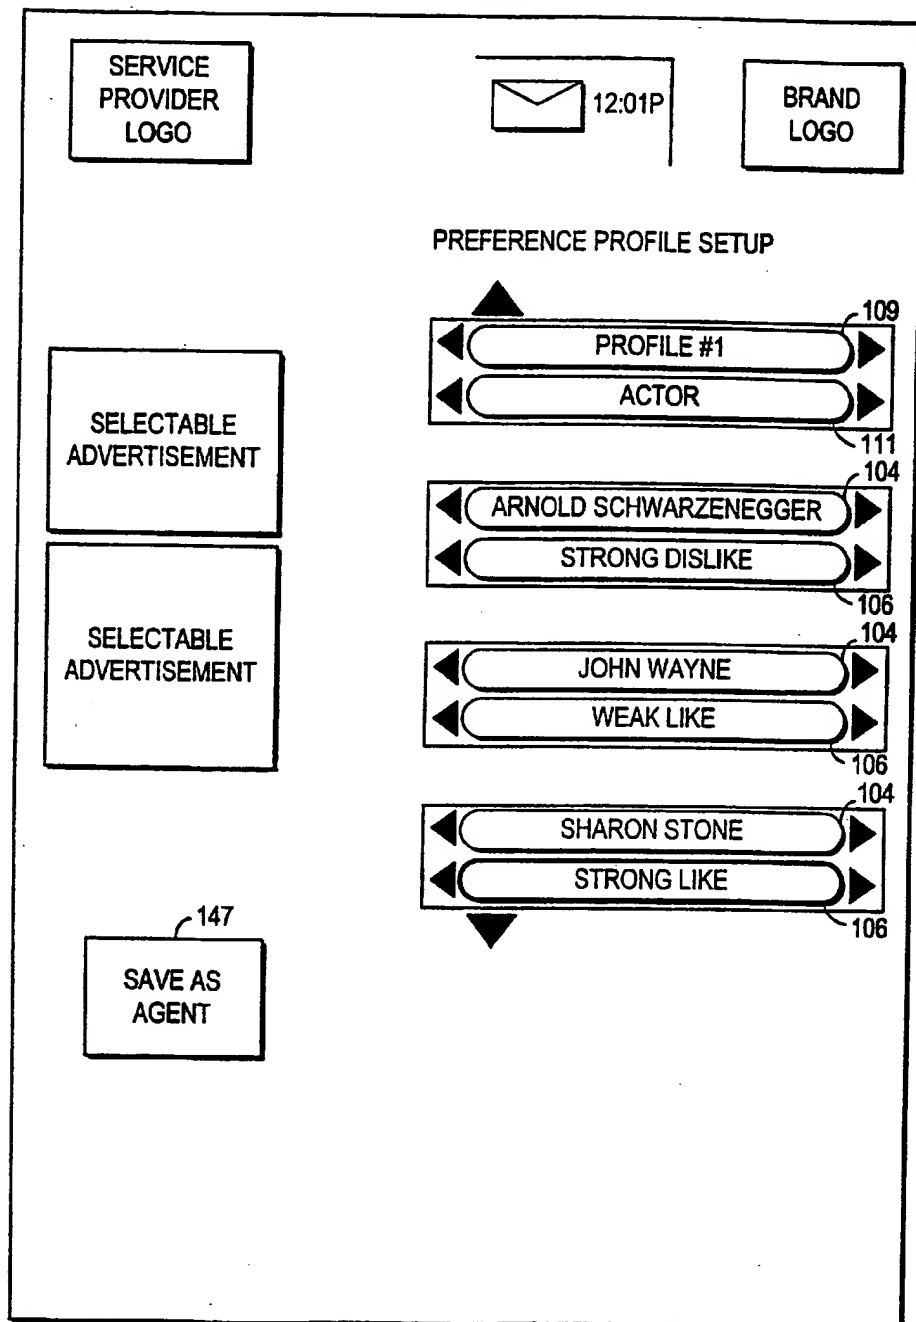 SERVICE
PROVIDER
LOGO
12:01P
BRAND
LOGO
PREFERENCE PROFILE SETUP
109
PROFILE #1
ACTOR
111
SELECTABLE
ADVERTISEMENT
104
ARNOLD SCHWARZENEGGER
STRONG DISLIKE
106
SELECTABLE
ADVERTISEMENT
104
JOHN WAYNE
WEAK LIKE
106
104
SHARON STONE
STRONG LIKE
106
147
SAVE AS
AGENT